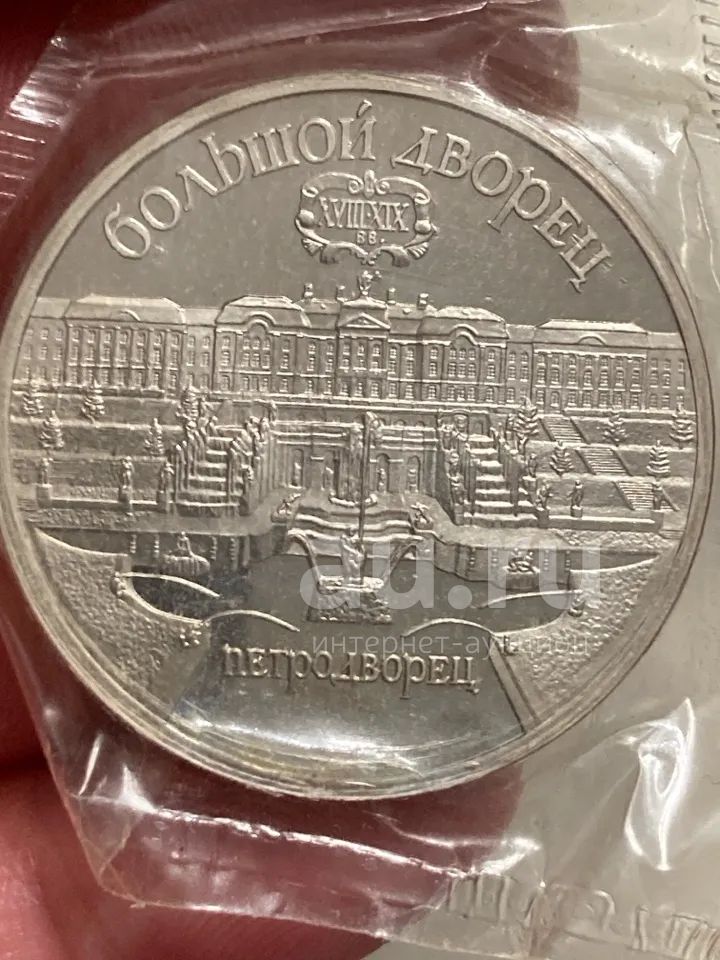 БОЛЬШОЙ ДВОРЕЦ
XVIII-XIX
ВВ.
au.ru
интернет-аукцион
ПЕТРОДВОРЕЦ